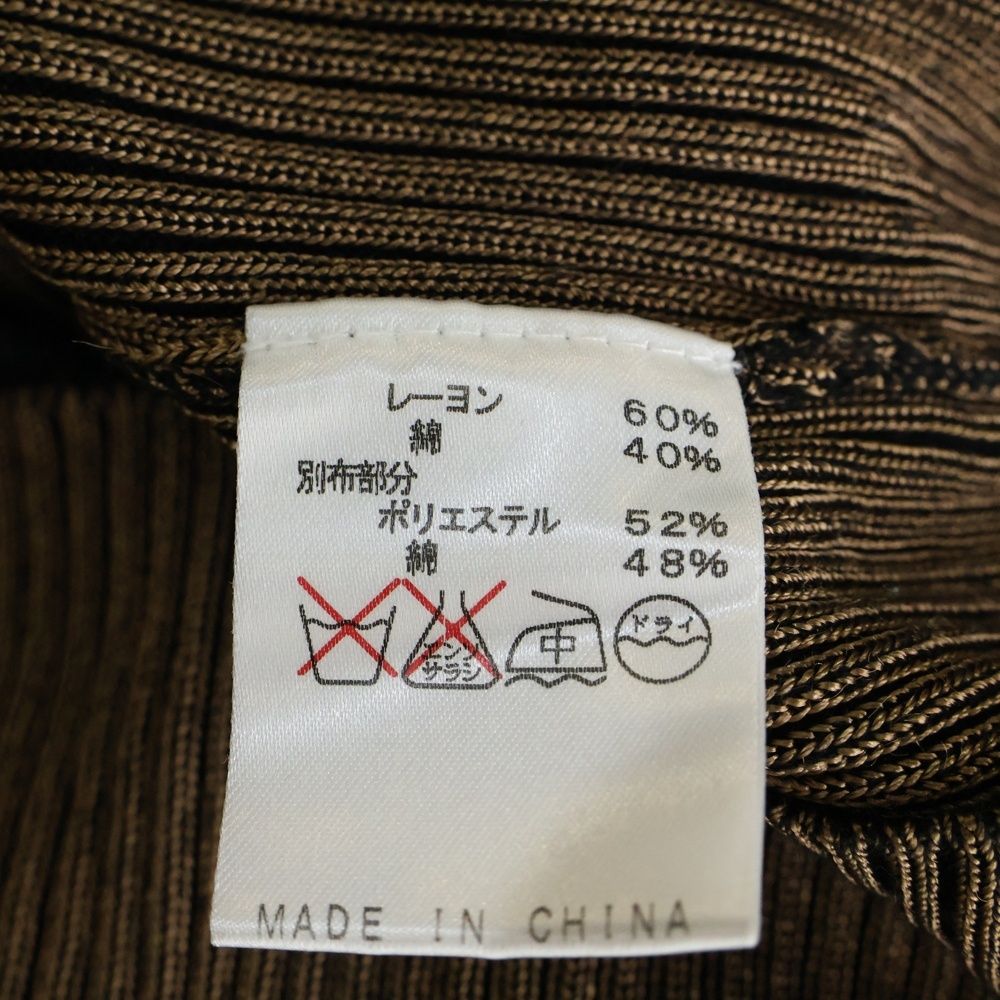 レーヨン 60%
綿 40%
別布部分
ポリエステル 52%
綿 48%
エンソ サラシ 中 ドライ
MADE IN CHINA